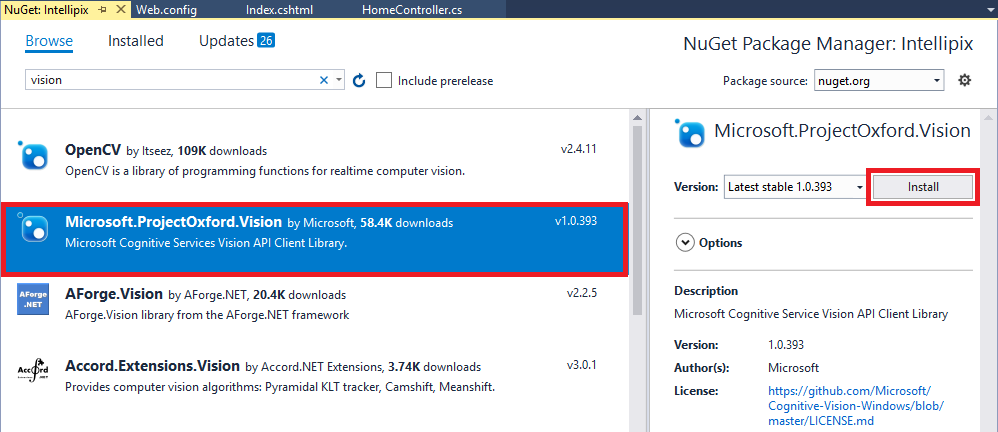 NuGet: Intellipix Web.config Index.cshtml HomeController.cs
Browse Installed Updates 26
NuGet Package Manager: Intellipix
vision
Include prerelease
Package source: nuget.org
OpenCV by Itseez, 109K downloads v2.4.11
OpenCV is a library of programming functions for realtime computer vision.
Microsoft.ProjectOxford.Vision by Microsoft, 58.4K downloads v1.0.393
Microsoft Cognitive Services Vision API Client Library.
AForge.NET
AForge.Vision by AForge.NET, 20.4K downloads v2.2.5
AForge.Vision library from the AForge.NET framework
Accord
.NET
Accord.Extensions.Vision by Accord.NET Extensions, 3.74K downloads v3.0.1
Provides computer vision algorithms: Pyramidal KLT tracker, Camshift, Meanshift.
Microsoft.ProjectOxford.Vision
Version: Latest stable 1.0.393 Install
Options
Description
Microsoft Cognitive Service Vision API Client Library
Version: 1.0.393
Author(s): Microsoft
License: https://github.com/Microsoft/
Cognitive-Vision-Windows/blob/
master/LICENSE.md